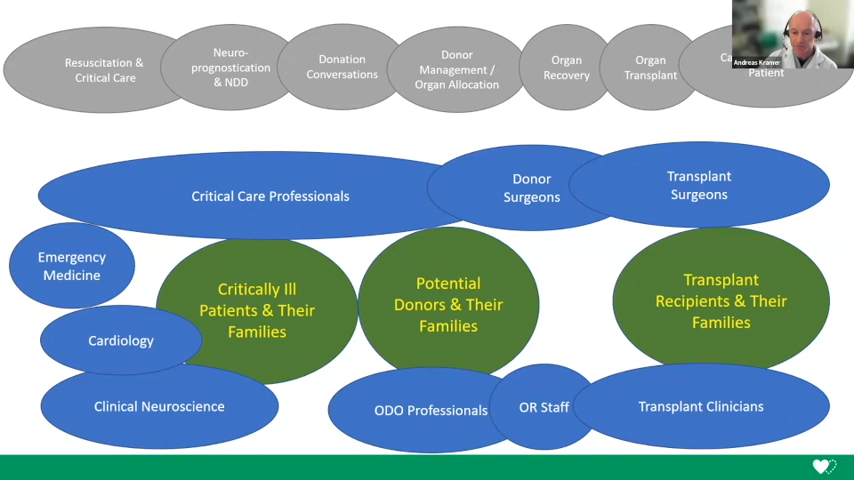 Resuscitation &
Critical Care
Neuro-
prognostication
& NDD
Donation
Conversations
Donor
Management /
Organ Allocation
Organ
Recovery
Organ
Transplant
Patient
Andreas Kramer
Critical Care Professionals
Donor
Surgeons
Transplant
Surgeons
Emergency
Medicine
Critically Ill
Patients & Their
Families
Potential
Donors & Their
Families
Transplant
Recipients & Their
Families
Cardiology
Clinical Neuroscience
ODO Professionals
OR Staff
Transplant Clinicians